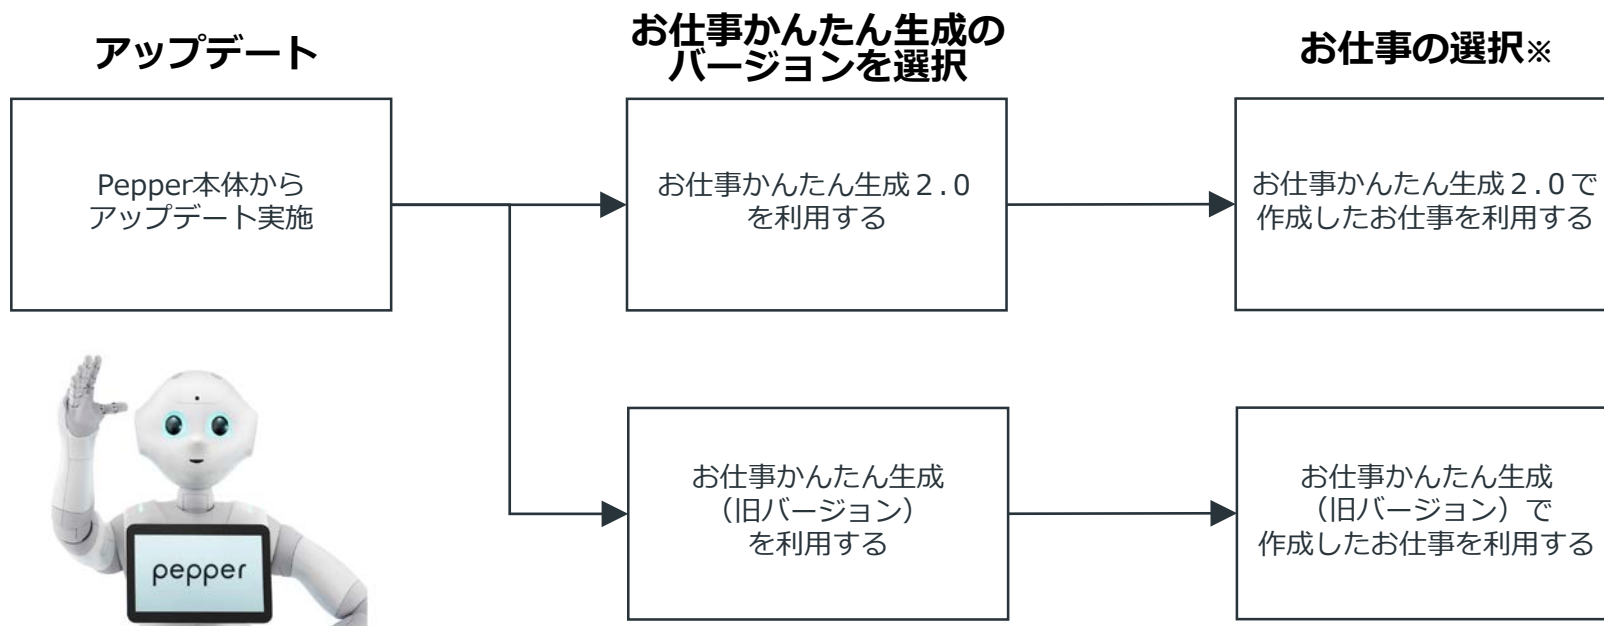 アップデート
お仕事かんたん生成の
バージョンを選択
お仕事の選択※
Pepper本体から
アップデート実施
お仕事かんたん生成２.０
を利用する
お仕事かんたん生成２.０で
作成したお仕事を利用する
お仕事かんたん生成
（旧バージョン）
を利用する
お仕事かんたん生成
（旧バージョン）で
作成したお仕事を利用する
pepper